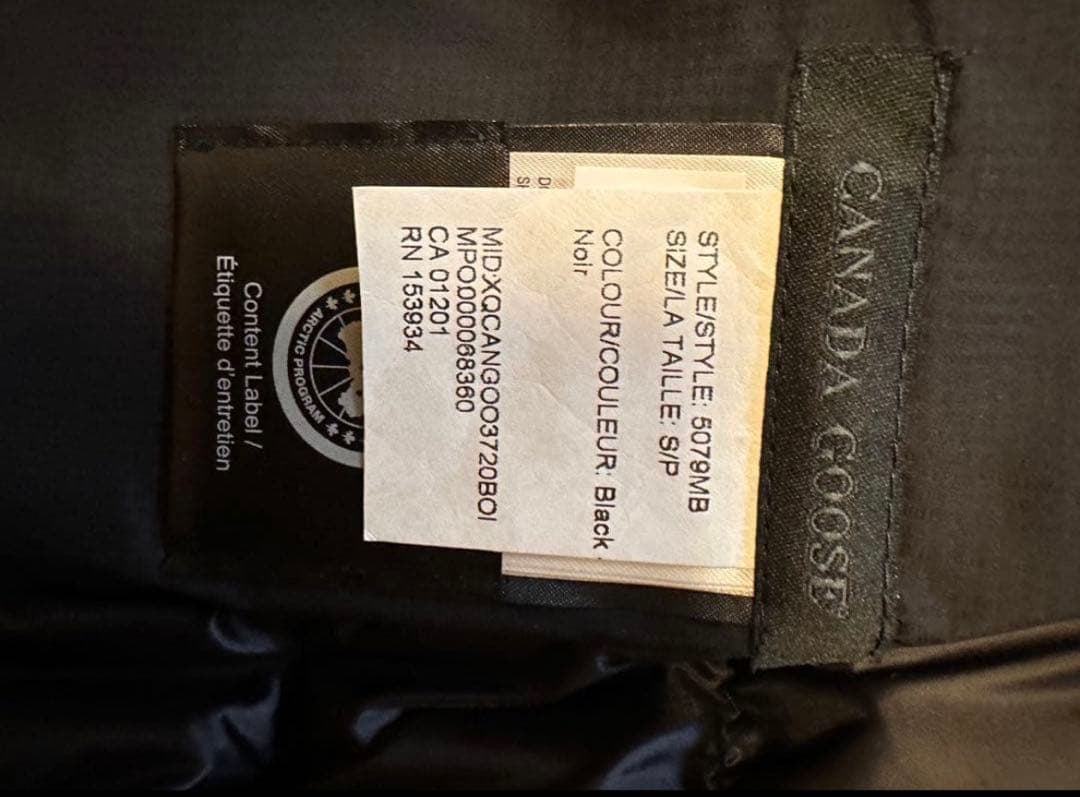 CANADA GOOSE
STYLE/STYLE: 5079MB
SIZE/LA TAILLE: S/P
COLOUR/COULEUR: Black
Noir
MID:XQCANGOO3720BOI
MPO0000068360
CA 01201
RN 153934
ARCTIC PROGRAM
Content Label /
Étiquette d'entretien